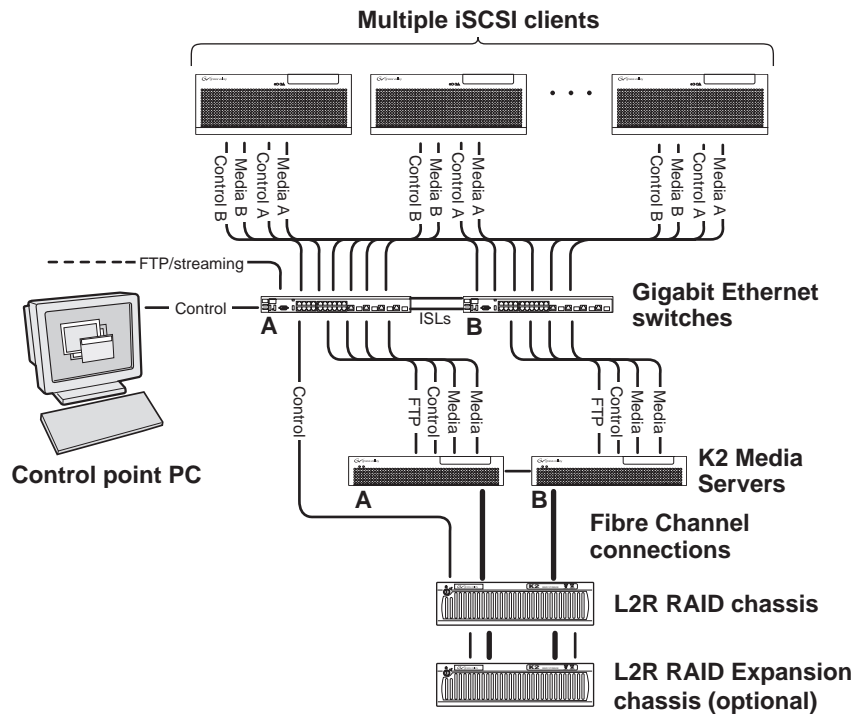 Multiple iSCSI clients
. . .
Control B
Media B
Control A
Media A
Control B
Media B
Control A
Media A
Control B
Media B
Control A
Media A
FTP/streaming
Control
A
ISLs
B
Gigabit Ethernet
switches
Control
FTP
Control
Media
Media
FTP
Control
Media
Media
Control point PC
A
B
K2 Media
Servers
Fibre Channel
connections
K2
L2R RAID chassis
K2
L2R RAID Expansion
chassis (optional)